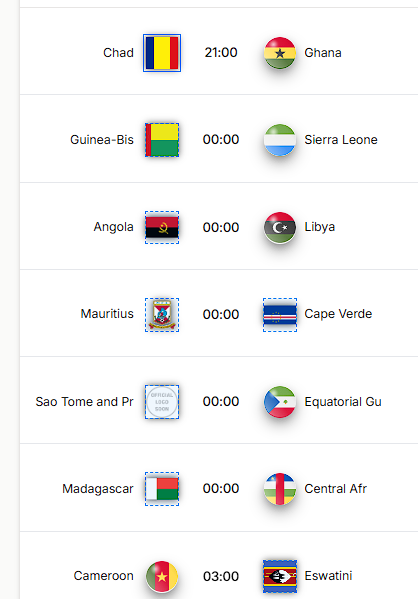 Chad 21:00 Ghana
Guinea-Bis 00:00 Sierra Leone
Angola 00:00 Libya
Mauritius 00:00 Cape Verde
Sao Tome and Pr OFFICIAL LOGO SOON 00:00 Equatorial Gu
Madagascar 00:00 Central Afr
Cameroon 03:00 Eswatini